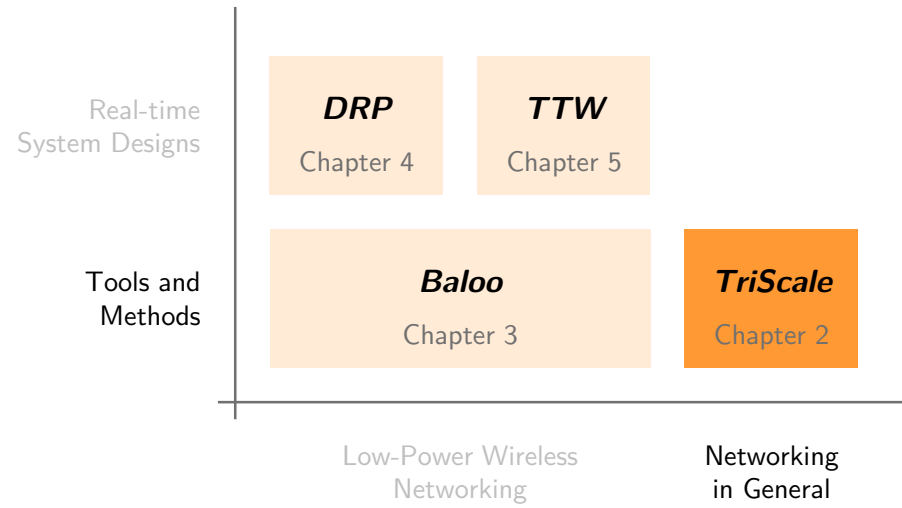 Real-time
System Designs
DRP
Chapter 4
TTW
Chapter 5
Tools and
Methods
Baloo
Chapter 3
TriScale
Chapter 2
Low-Power Wireless
Networking
Networking
in General